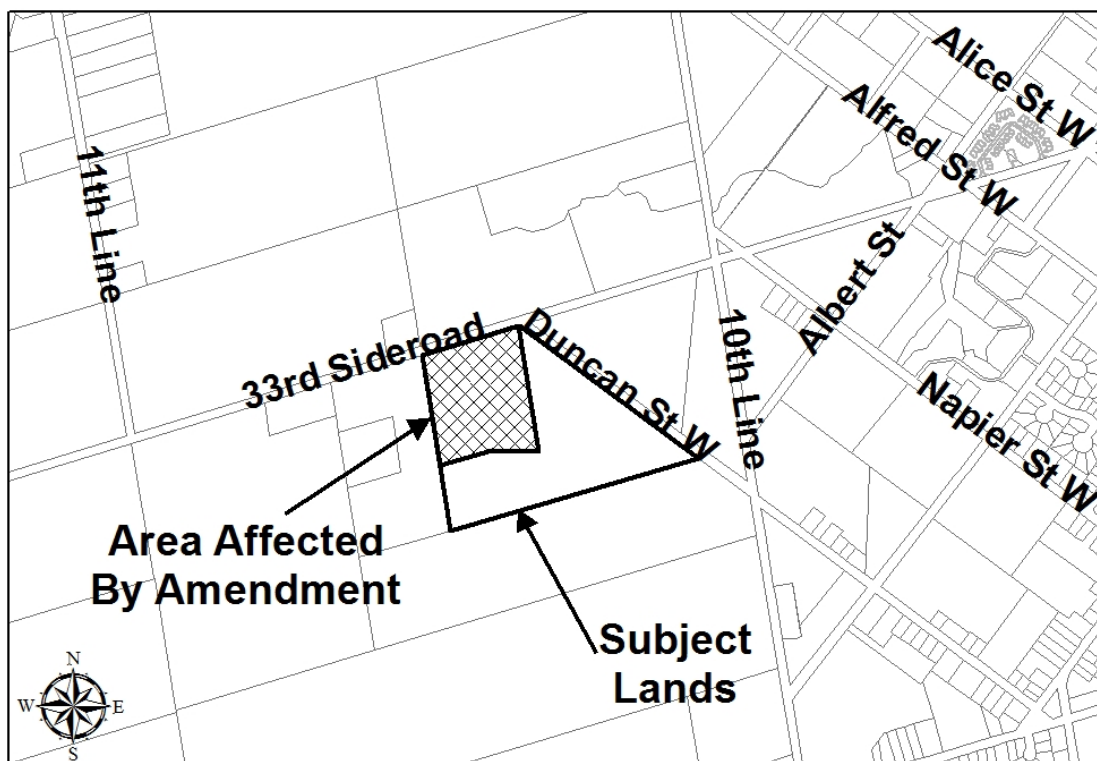 Alice St W
Alfred St W
11th Line
Albert St
33rd Sideroad
Duncan St W
10th Line
Napier St W
Area Affected
By Amendment
Subject
Lands
N
W
E
S